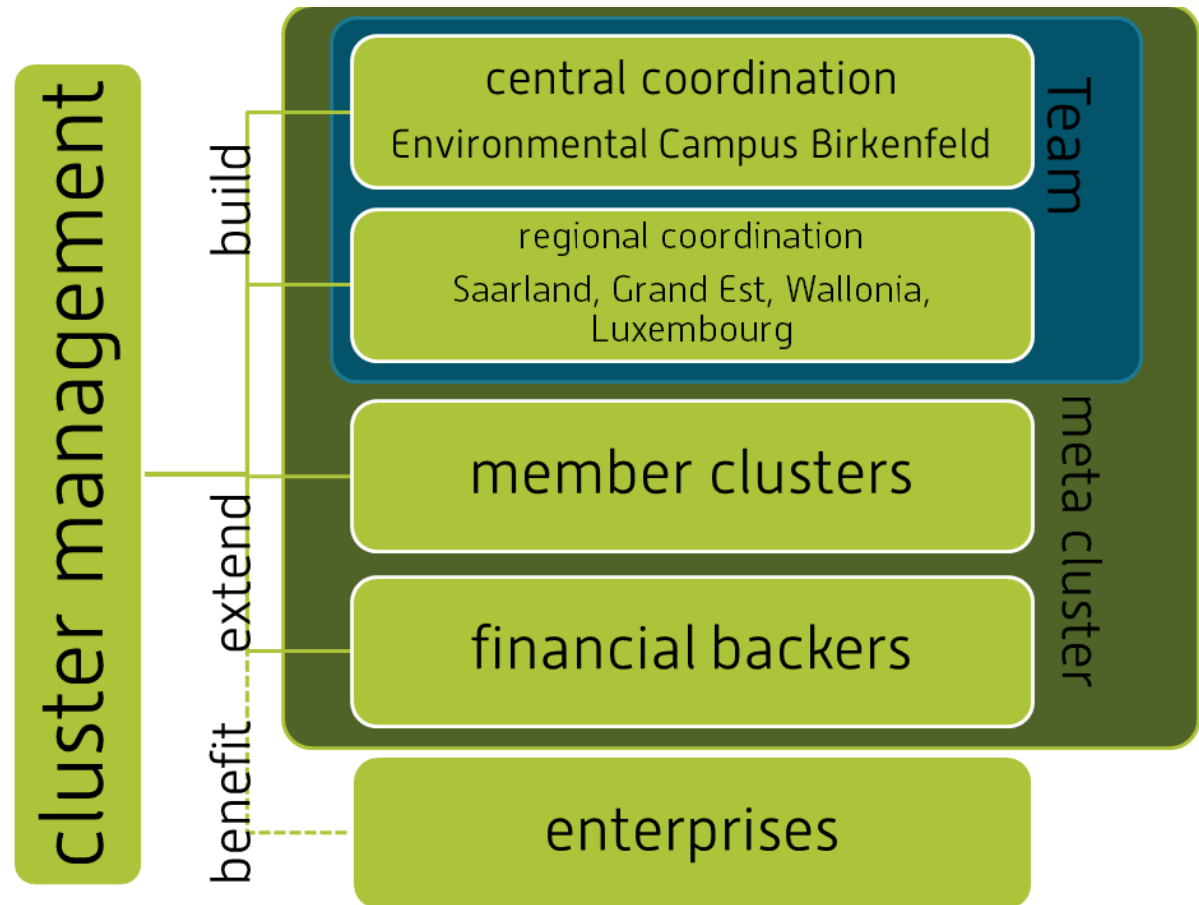 cluster management
build
extend
benefit
central coordination
Environmental Campus Birkenfeld
regional coordination
Saarland, Grand Est, Wallonia,
Luxembourg
Team
member clusters
financial backers
meta cluster
enterprises